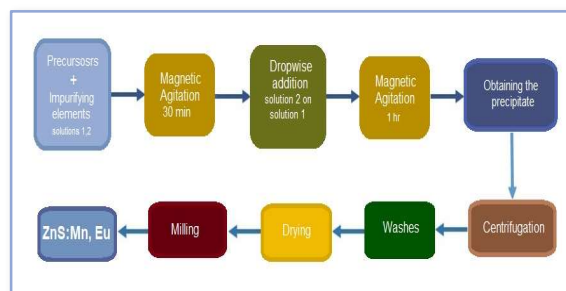 Precursosrs
+
Impurifying
elements
solutions 1,2
Magnetic
Agitation
30 min
Dropwise
addition
solution 2 on
solution 1
Magnetic
Agitation
1 hr
Obtaining the
precipitate
Centrifugation
Washes
Drying
Milling
ZnS:Mn, Eu